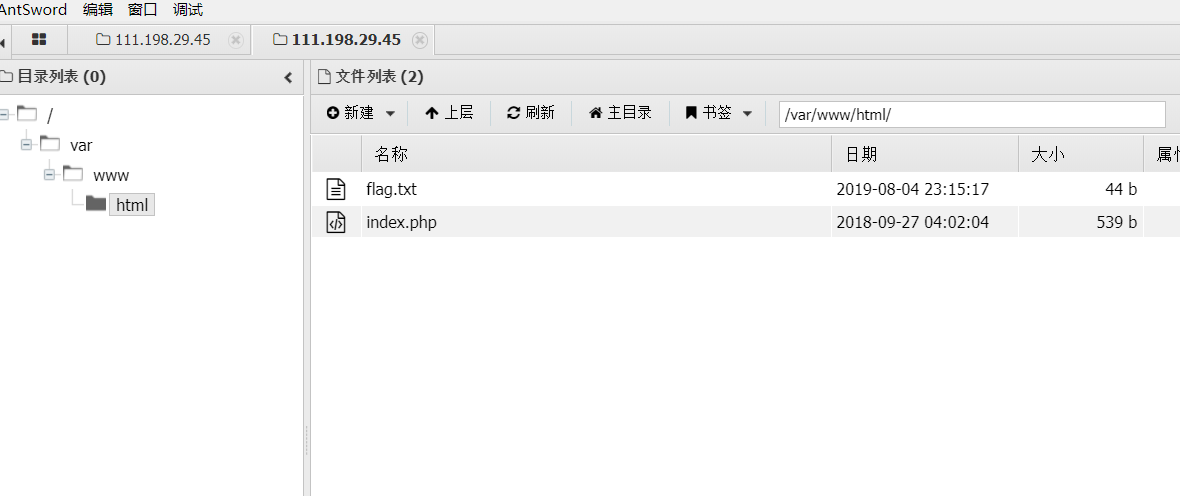 AntSword 编辑 窗口 调试
111.198.29.45 111.198.29.45
目录列表 (0)
文件列表 (2)
新建 上层 刷新 主目录 书签 /var/www/html/
/
var
www
html
名称 日期 大小
flag.txt 2019-08-04 23:15:17 44 b
index.php 2018-09-27 04:02:04 539 b